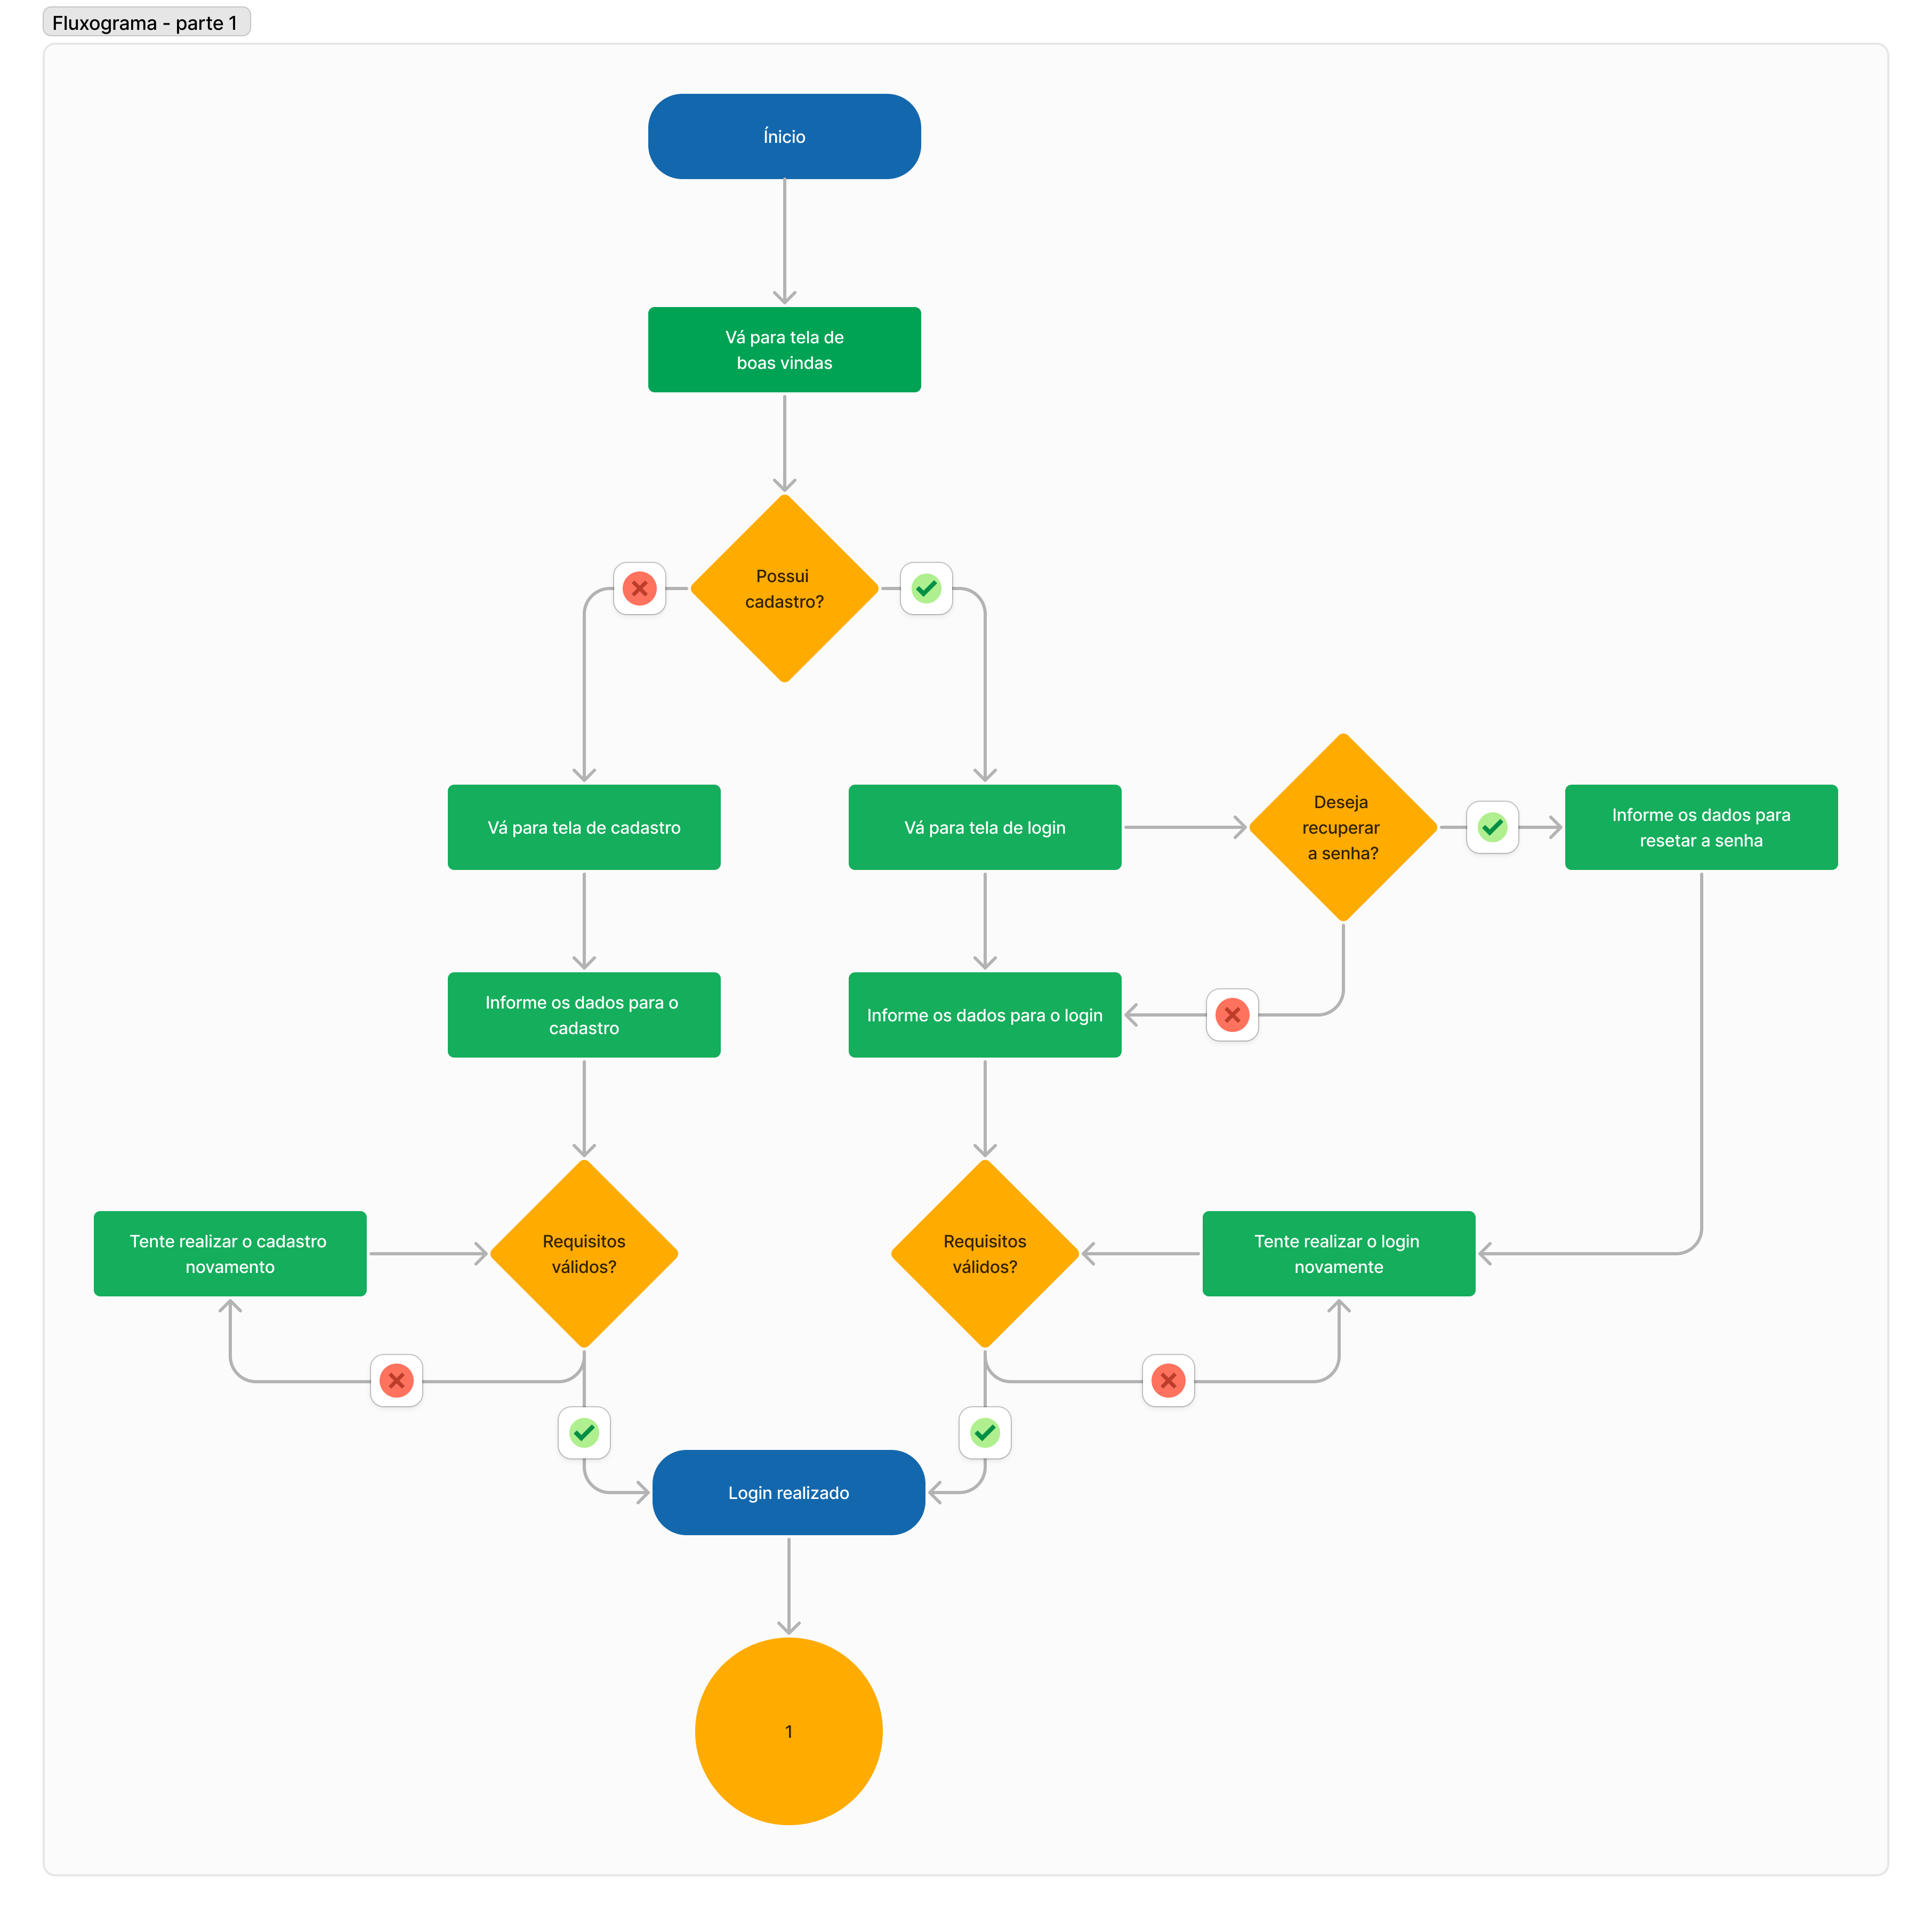 Fluxograma - parte 1
Ínicio
Vá para tela de
boas vindas
Possui
cadastro?
Vá para tela de cadastro
Vá para tela de login
Deseja
recuperar
a senha?
Informe os dados para
resetar a senha
Informe os dados para o
cadastro
Informe os dados para o login
Tente realizar o cadastro
novamento
Requisitos
válidos?
Requisitos
válidos?
Tente realizar o login
novamente
Login realizado
1